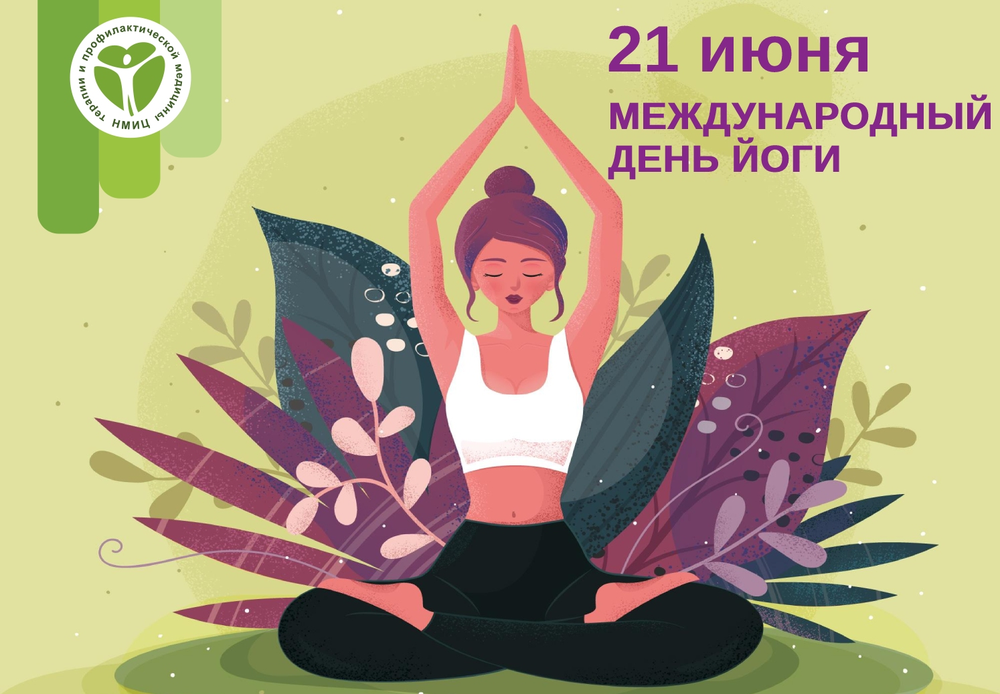 НМИЦ терапии и профилактической медицины
21 июня
МЕЖДУНАРОДНЫЙ
ДЕНЬ ЙОГИ